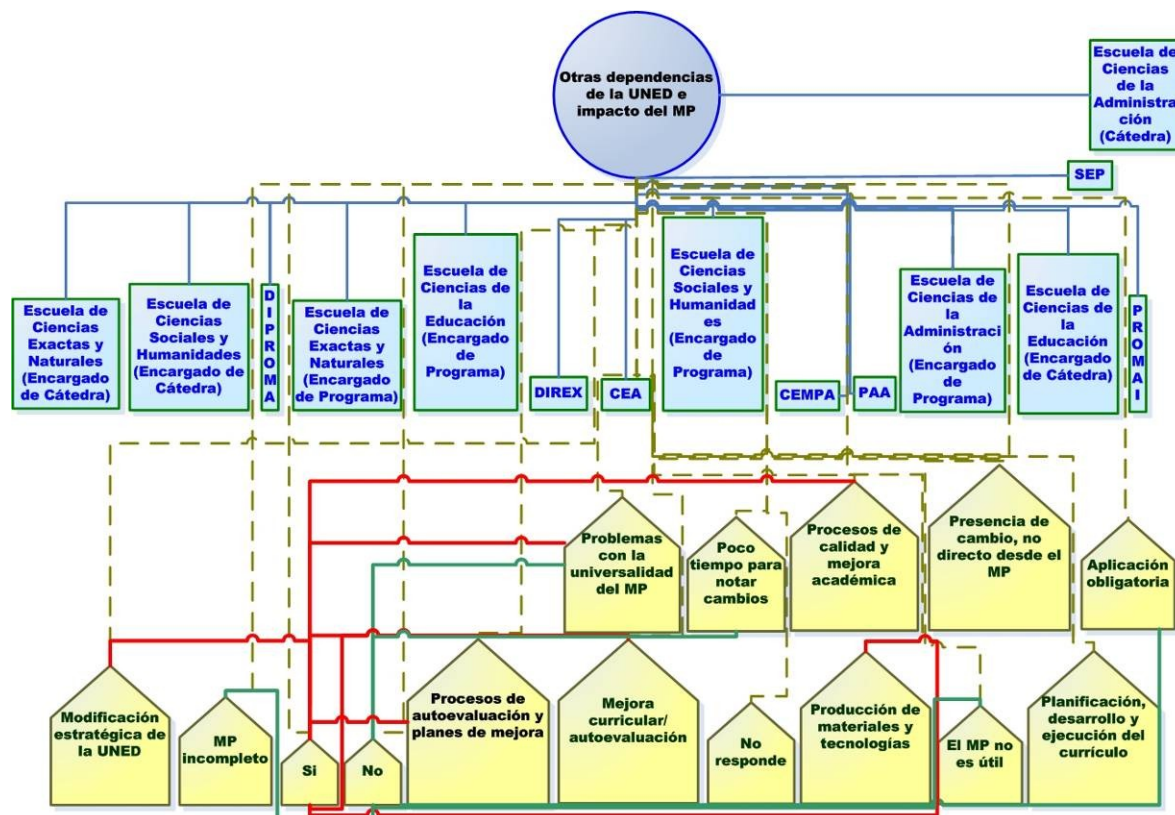 Otras dependencias
de la UNED e
impacto del MP
Escuela de
Ciencias
de la
Administra
ción
(Cátedra)
SEP
Escuela de
Ciencias
Exactas y
Naturales
(Encargado
de Cátedra)
Escuela de
Ciencias
Sociales y
Humanidades
(Encargado de
Cátedra)
D
I
P
R
O
M
A
Escuela de
Ciencias
Exactas y
Naturales
(Encargado
de Programa)
Escuela de
Ciencias de
la
Educación
(Encargado
de
Programa)
DIREX
CEA
Escuela de
Ciencias
Sociales y
Humanidad
es
(Encargado
de
Programa)
CEMPA
PAA
Escuela de
Ciencias de
la
Administraci
ón
(Encargado
de
Programa)
Escuela de
Ciencias de
la
Educación
(Encargado
de
Cátedra)
P
R
O
M
A
I
Problemas
con la
universalidad
del MP
Poco
tiempo para
notar
cambios
Procesos
de calidad y
mejora
académica
Presencia
de cambio, no
directo desde el
MP
Aplicación
obligatoria
Modificación
estratégica de
la UNED
MP
incompleto
Si
No
Procesos de
autoevaluación y
planes de mejora
Mejora
curricular/
autoevaluación
No
responde
Producción de
materiales y
tecnologías
El MP no
es útil
Planificación,
desarrollo y
ejecución del
currículo